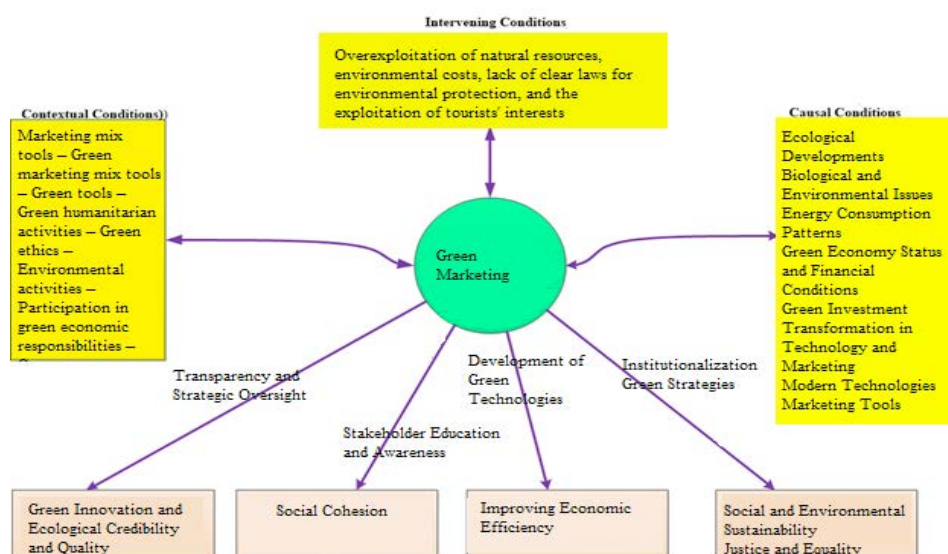 Intervening Conditions
Overexploitation of natural resources,
environmental costs, lack of clear laws for
environmental protection, and the
exploitation of tourists' interests
Contextual Conditions))
Marketing mix
tools – Green
marketing mix tools
– Green tools –
Green humanitarian
activities – Green
ethics –
Environmental
activities –
Participation in
green economic
responsibilities –
Causal Conditions
Ecological
Developments
Biological and
Environmental Issues
Energy Consumption
Patterns
Green Economy Status
and Financial
Conditions
Green Investment
Transformation in
Technology and
Marketing
Modern Technologies
Marketing Tools
Green
Marketing
Transparency and
Strategic Oversight
Stakeholder Education
and Awareness
Development of
Green
Technologies
Institutionalization
Green Strategies
Green Innovation and
Ecological Credibility
and Quality
Social Cohesion
Improving Economic
Efficiency
Social and Environmental
Sustainability
Justice and Equality